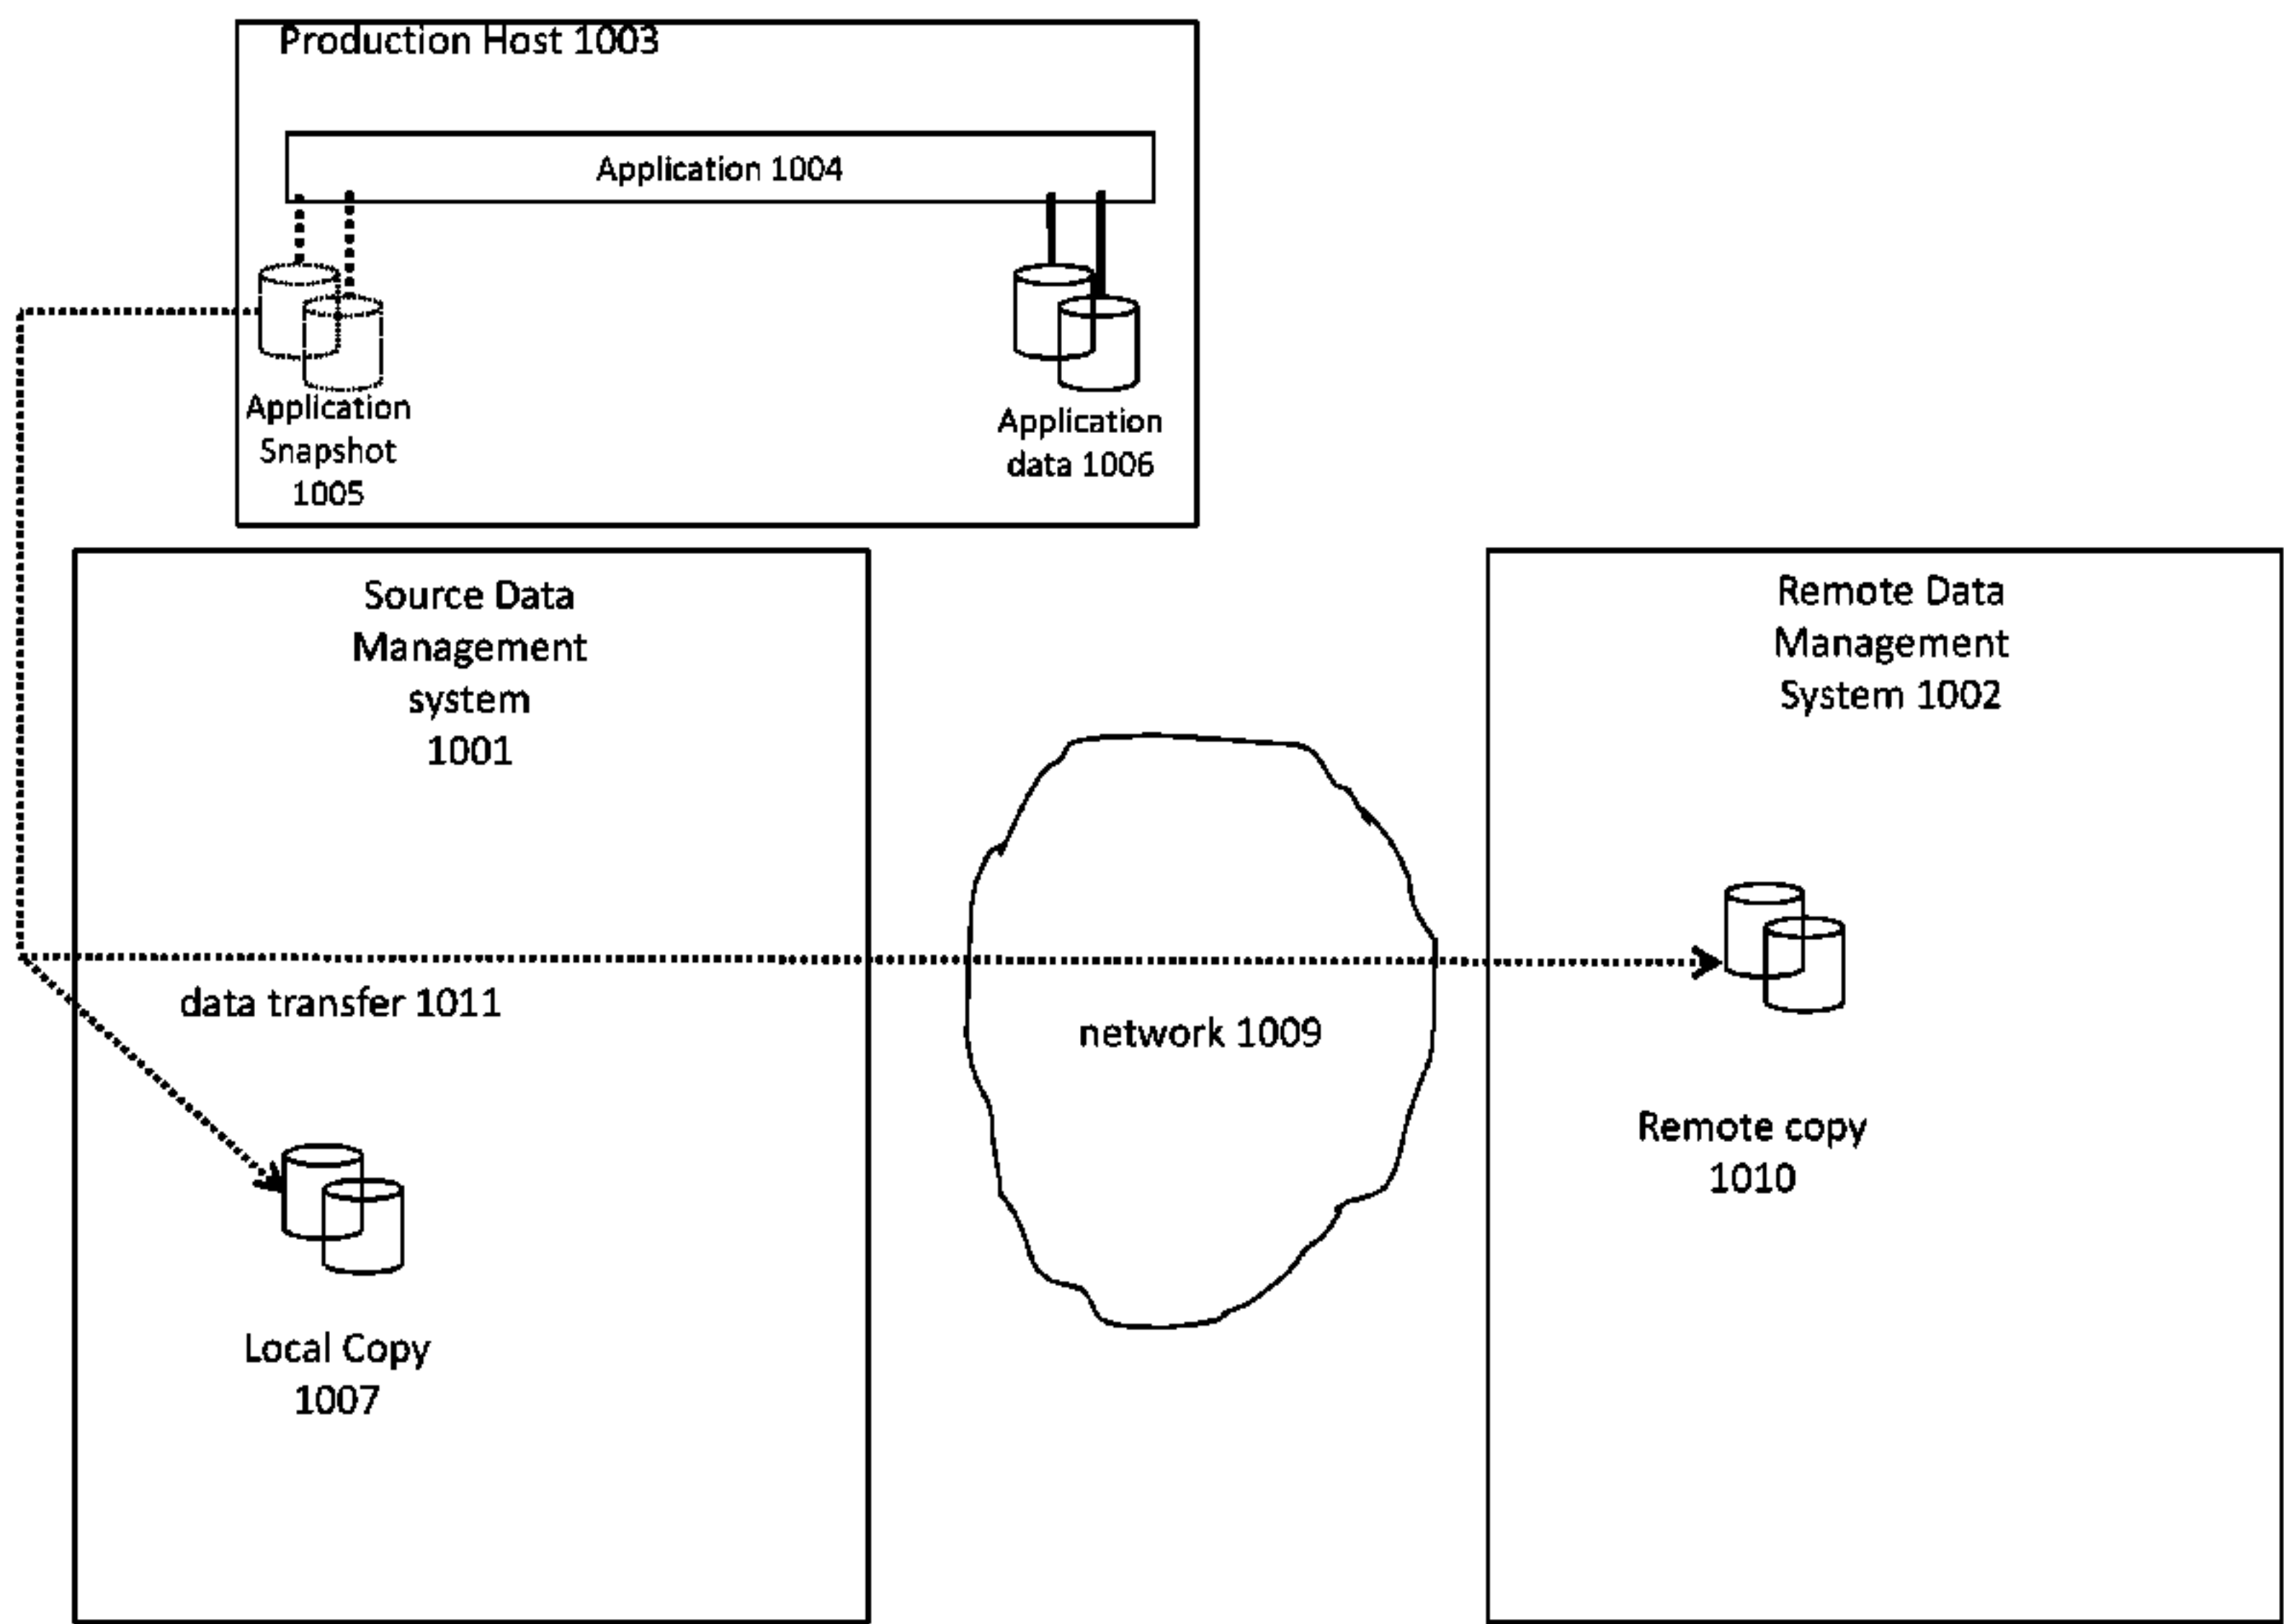 Production Host 1003
Application 1004
Application
Snapshot
1005
Application
data 1006
Source Data
Management
system
1001
Remote Data
Management
System 1002
data transfer 1011
network 1009
Remote copy
1010
Local Copy
1007